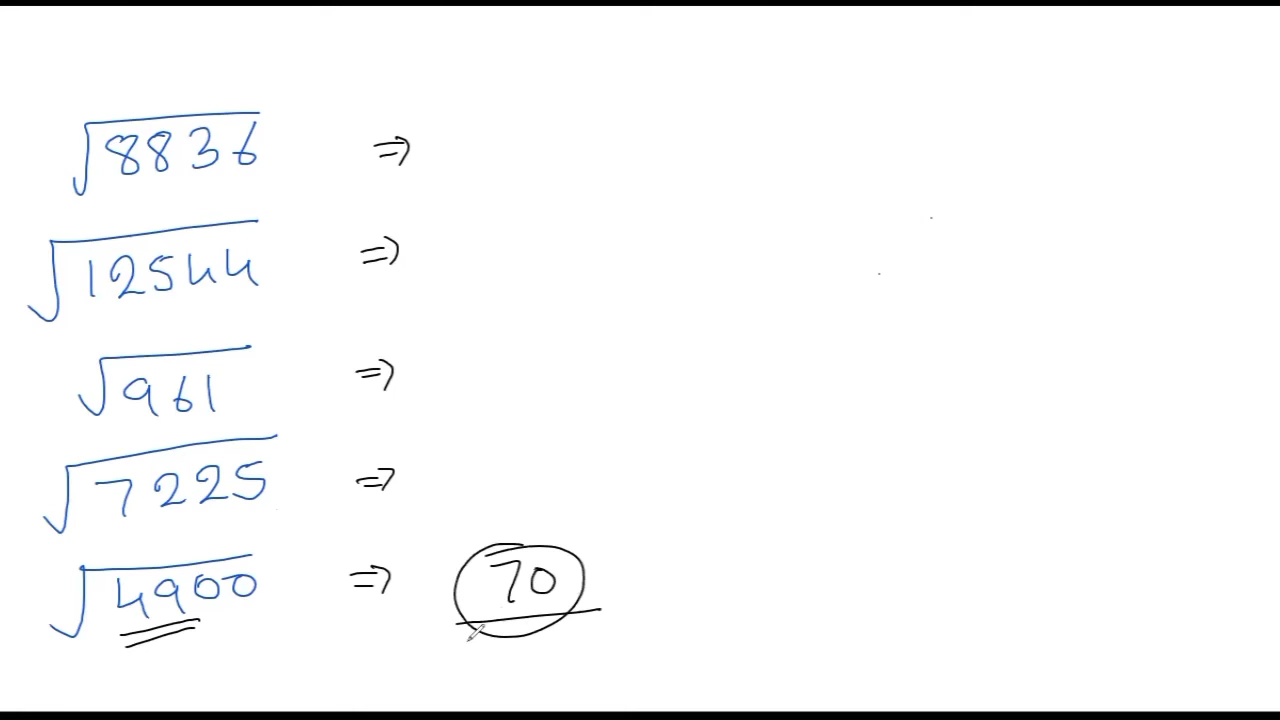 √8836 ⇒
√12544 ⇒
√961 ⇒
√7225 ⇒
√4900 ⇒ 70